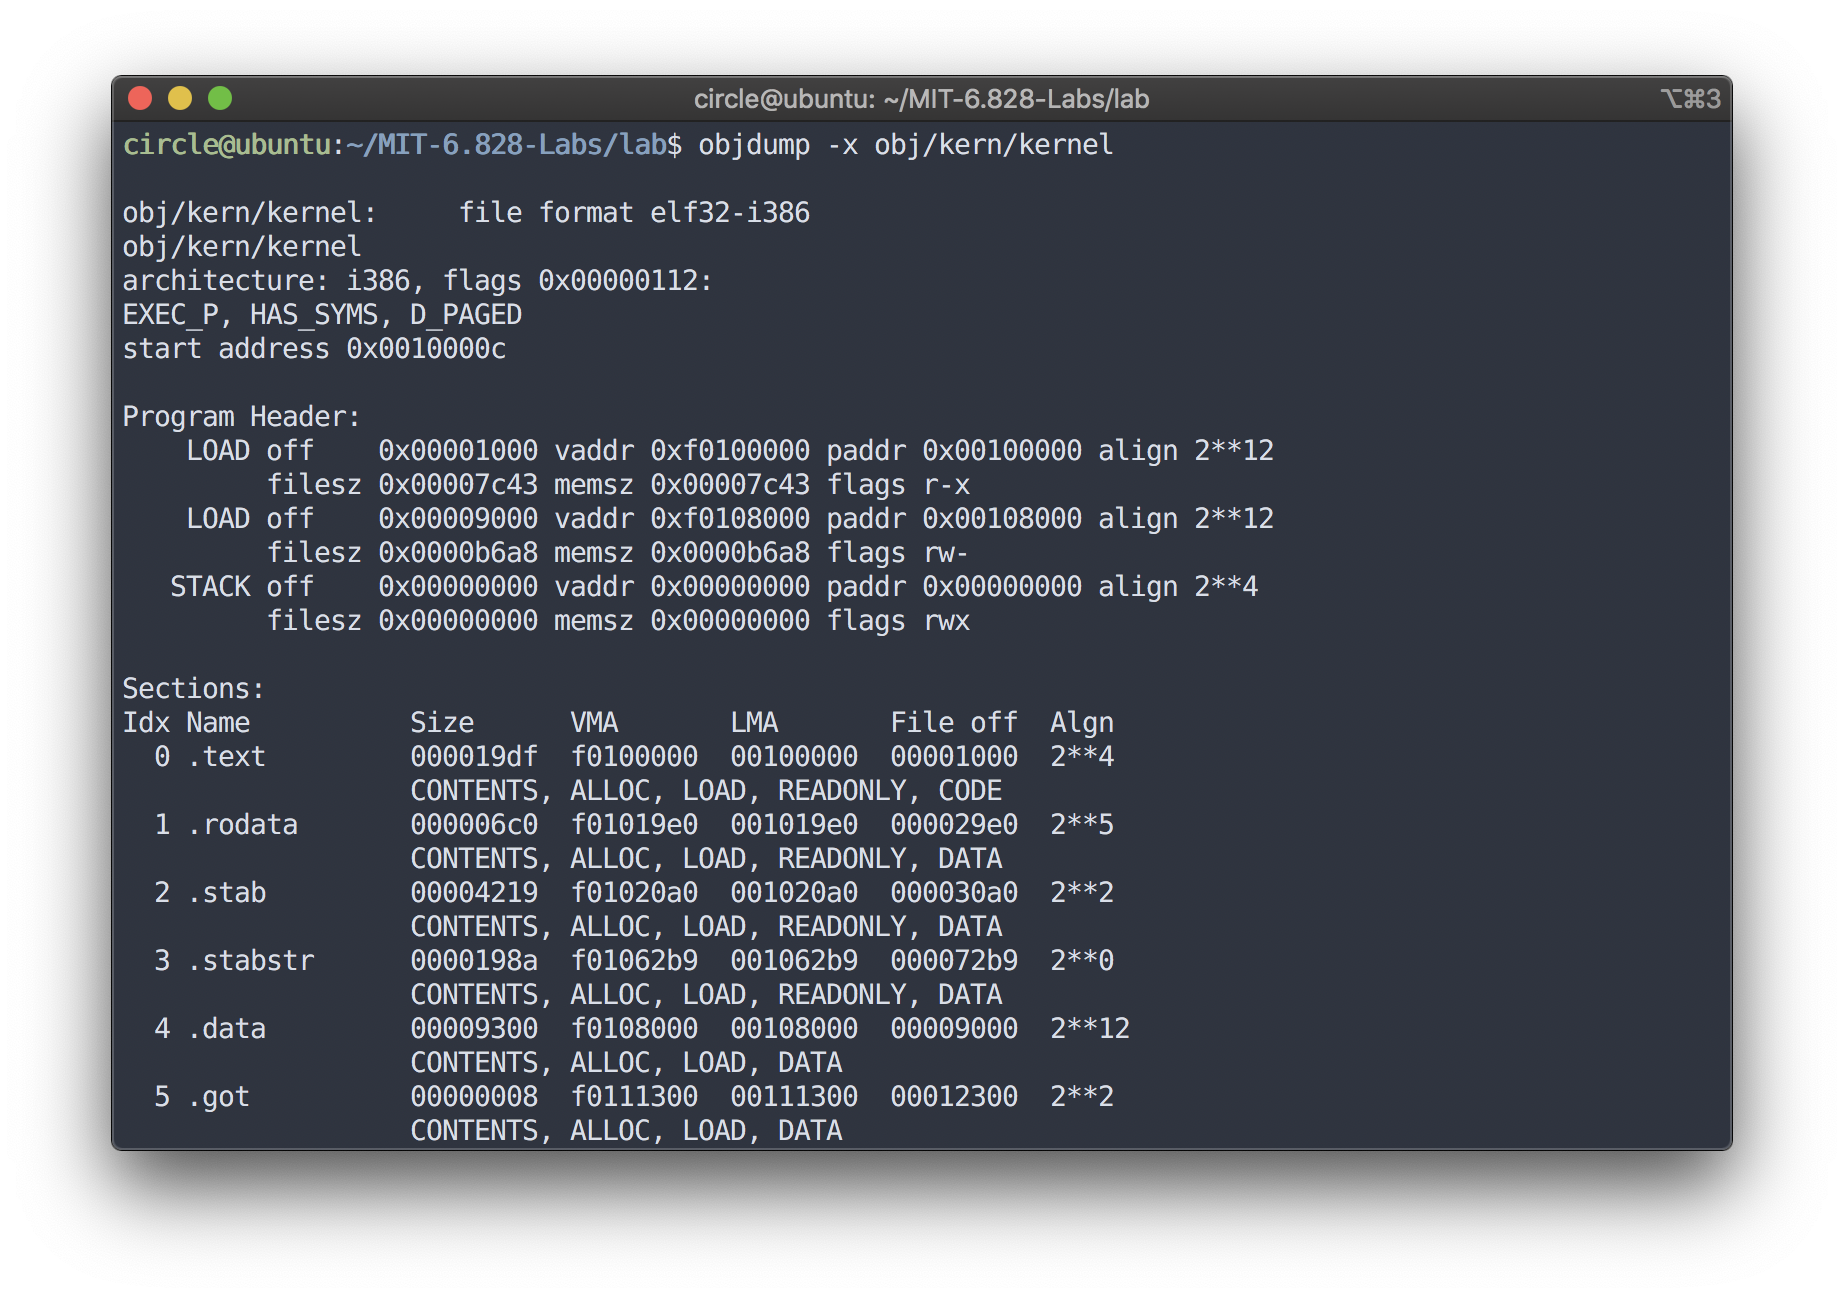 circle@ubuntu: ~/MIT-6.828-Labs/lab ⌥⌘3
circle@ubuntu:~/MIT-6.828-Labs/lab$ objdump -x obj/kern/kernel
obj/kern/kernel:     file format elf32-i386
obj/kern/kernel
architecture: i386, flags 0x00000112:
EXEC_P, HAS_SYMS, D_PAGED
start address 0x0010000c
Program Header:
    LOAD off    0x00001000 vaddr 0xf0100000 paddr 0x00100000 align 2**12
         filesz 0x00007c43 memsz 0x00007c43 flags r-x
    LOAD off    0x00009000 vaddr 0xf0108000 paddr 0x00108000 align 2**12
         filesz 0x0000b6a8 memsz 0x0000b6a8 flags rw-
   STACK off    0x00000000 vaddr 0x00000000 paddr 0x00000000 align 2**4
         filesz 0x00000000 memsz 0x00000000 flags rwx
Sections:
Idx Name          Size      VMA       LMA       File off  Algn
  0 .text         000019df  f0100000  00100000  00001000  2**4
                  CONTENTS, ALLOC, LOAD, READONLY, CODE
  1 .rodata       000006c0  f01019e0  001019e0  000029e0  2**5
                  CONTENTS, ALLOC, LOAD, READONLY, DATA
  2 .stab         00004219  f01020a0  001020a0  000030a0  2**2
                  CONTENTS, ALLOC, LOAD, READONLY, DATA
  3 .stabstr      0000198a  f01062b9  001062b9  000072b9  2**0
                  CONTENTS, ALLOC, LOAD, READONLY, DATA
  4 .data         00009300  f0108000  00108000  00009000  2**12
                  CONTENTS, ALLOC, LOAD, DATA
  5 .got          00000008  f0111300  00111300  00012300  2**2
                  CONTENTS, ALLOC, LOAD, DATA